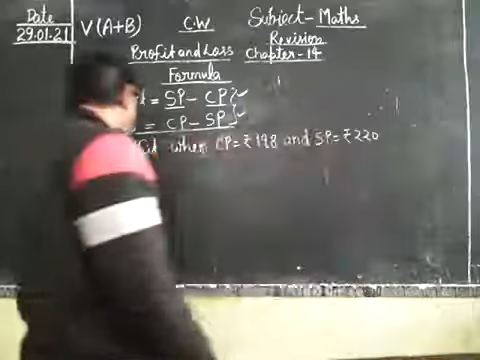 Date
29.01.21
V (A+B)
C.W
Subject - Maths
Revision
Profit and Loss Chapter - 14
Formula
= SP - CP
= CP - SP
when CP = ₹198 and SP = ₹220